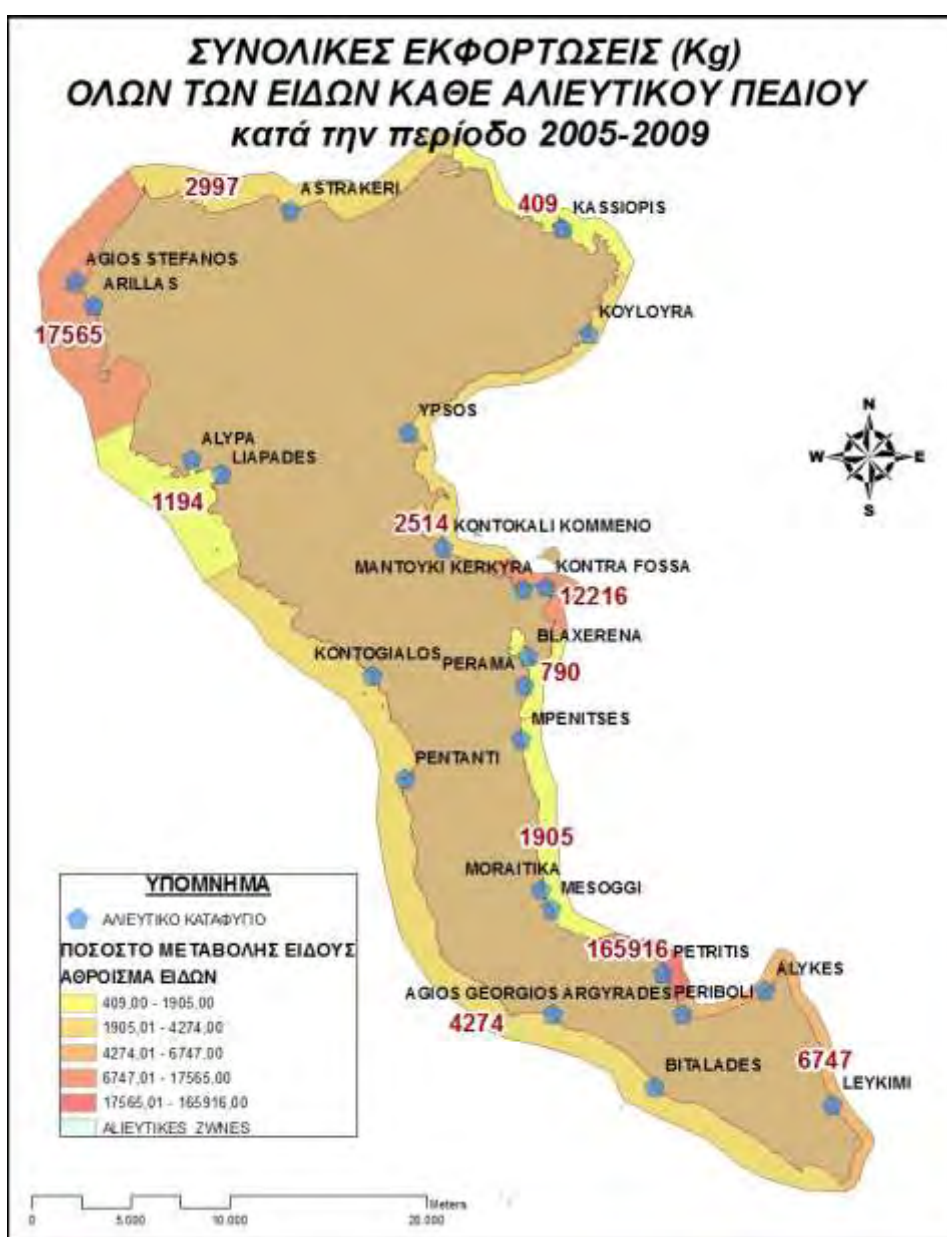 ΣΥΝΟΛΙΚΕΣ ΕΚΦΟΡΤΩΣΕΙΣ (Kg)
ΟΛΩΝ ΤΩΝ ΕΙΔΩΝ ΚΑΘΕ ΑΛΙΕΥΤΙΚΟΥ ΠΕΔΙΟΥ
κατά την περίοδο 2005-2009
2997
ASTRAKERI
409
KASSIOPIS
AGIOS STEFANOS
ARILLAS
17565
KOYLOYRA
YPSOS
ALYPA
LIAPADES
1194
N
W
E
S
2514
KONTOKALI KOMMENO
MANTOYKI KERKYRA
KONTRA FOSSA
12216
BLAXERENA
KONTOGIALOS
PERAMA
790
MPENITSES
PENTANTI
1905
MORAITIKA
MESOGGI
165916
PETRITIS
ALYKES
AGIOS GEORGIOS ARGYRADES
PERIBOLI
4274
BITALADES
6747
LEYKIMI
ΥΠΟΜΝΗΜΑ
ΑΛΙΕΥΤΙΚΟ ΚΑΤΑΦΥΓΙΟ
ΠΟΣΟΣΤΟ ΜΕΤΑΒΟΛΗΣ ΕΙΔΟΥΣ
ΑΘΡΟΙΣΜΑ ΕΙΔΩΝ
409,00 - 1905,00
1905,01 - 4274,00
4274,01 - 6747,00
6747,01 - 17565,00
17565,01 - 165916,00
ALIEYTIKES ZWNES
Meters
0 5.000 10.000 20.000